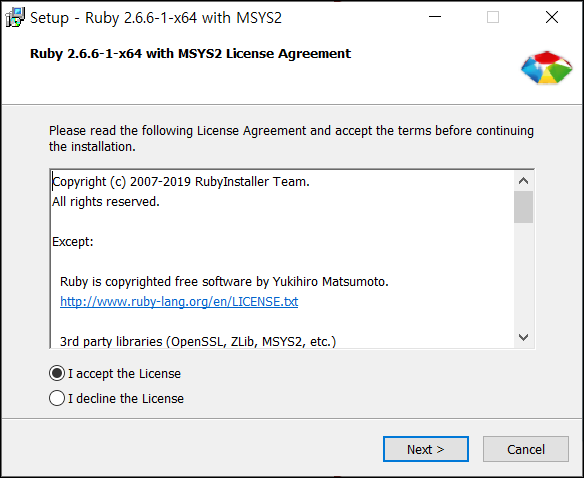 Setup - Ruby 2.6.6-1-x64 with MSYS2
Ruby 2.6.6-1-x64 with MSYS2 License Agreement
Please read the following License Agreement and accept the terms before continuing
the installation.
Copyright (c) 2007-2019 RubyInstaller Team.
All rights reserved.
Except:
Ruby is copyrighted free software by Yukihiro Matsumoto.
http://www.ruby-lang.org/en/LICENSE.txt
3rd party libraries (OpenSSL, ZLib, MSYS2, etc.)
I accept the License
I decline the License
Next >
Cancel